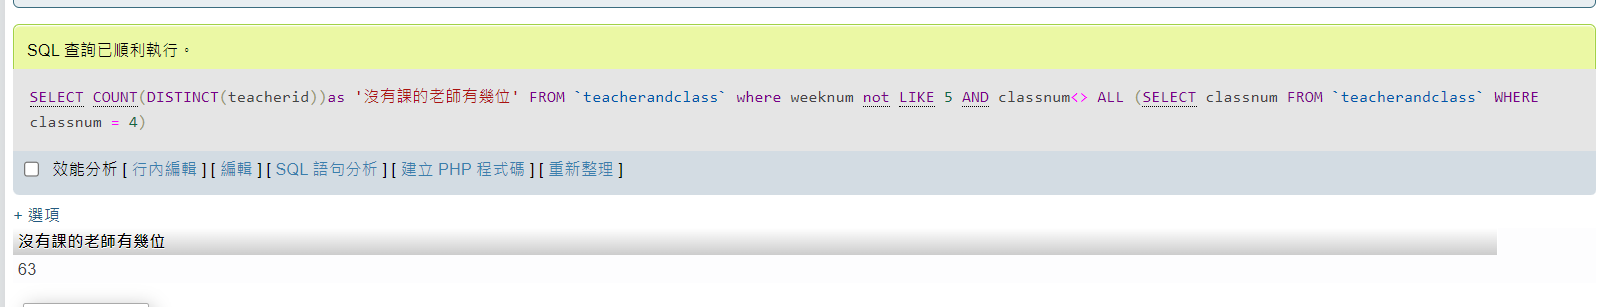 SQL 查詢已順利執行。
SELECT COUNT(DISTINCT(teacherid))as '沒有課的老師有幾位' FROM `teacherandclass` where weeknum not LIKE 5 AND classnum<> ALL (SELECT classnum FROM `teacherandclass` WHERE
classnum = 4)
效能分析 [ 行內編輯 ] [ 編輯 ] [ SQL 語句分析 ] [ 建立 PHP 程式碼 ] [ 重新整理 ]
+ 選項
沒有課的老師有幾位
63